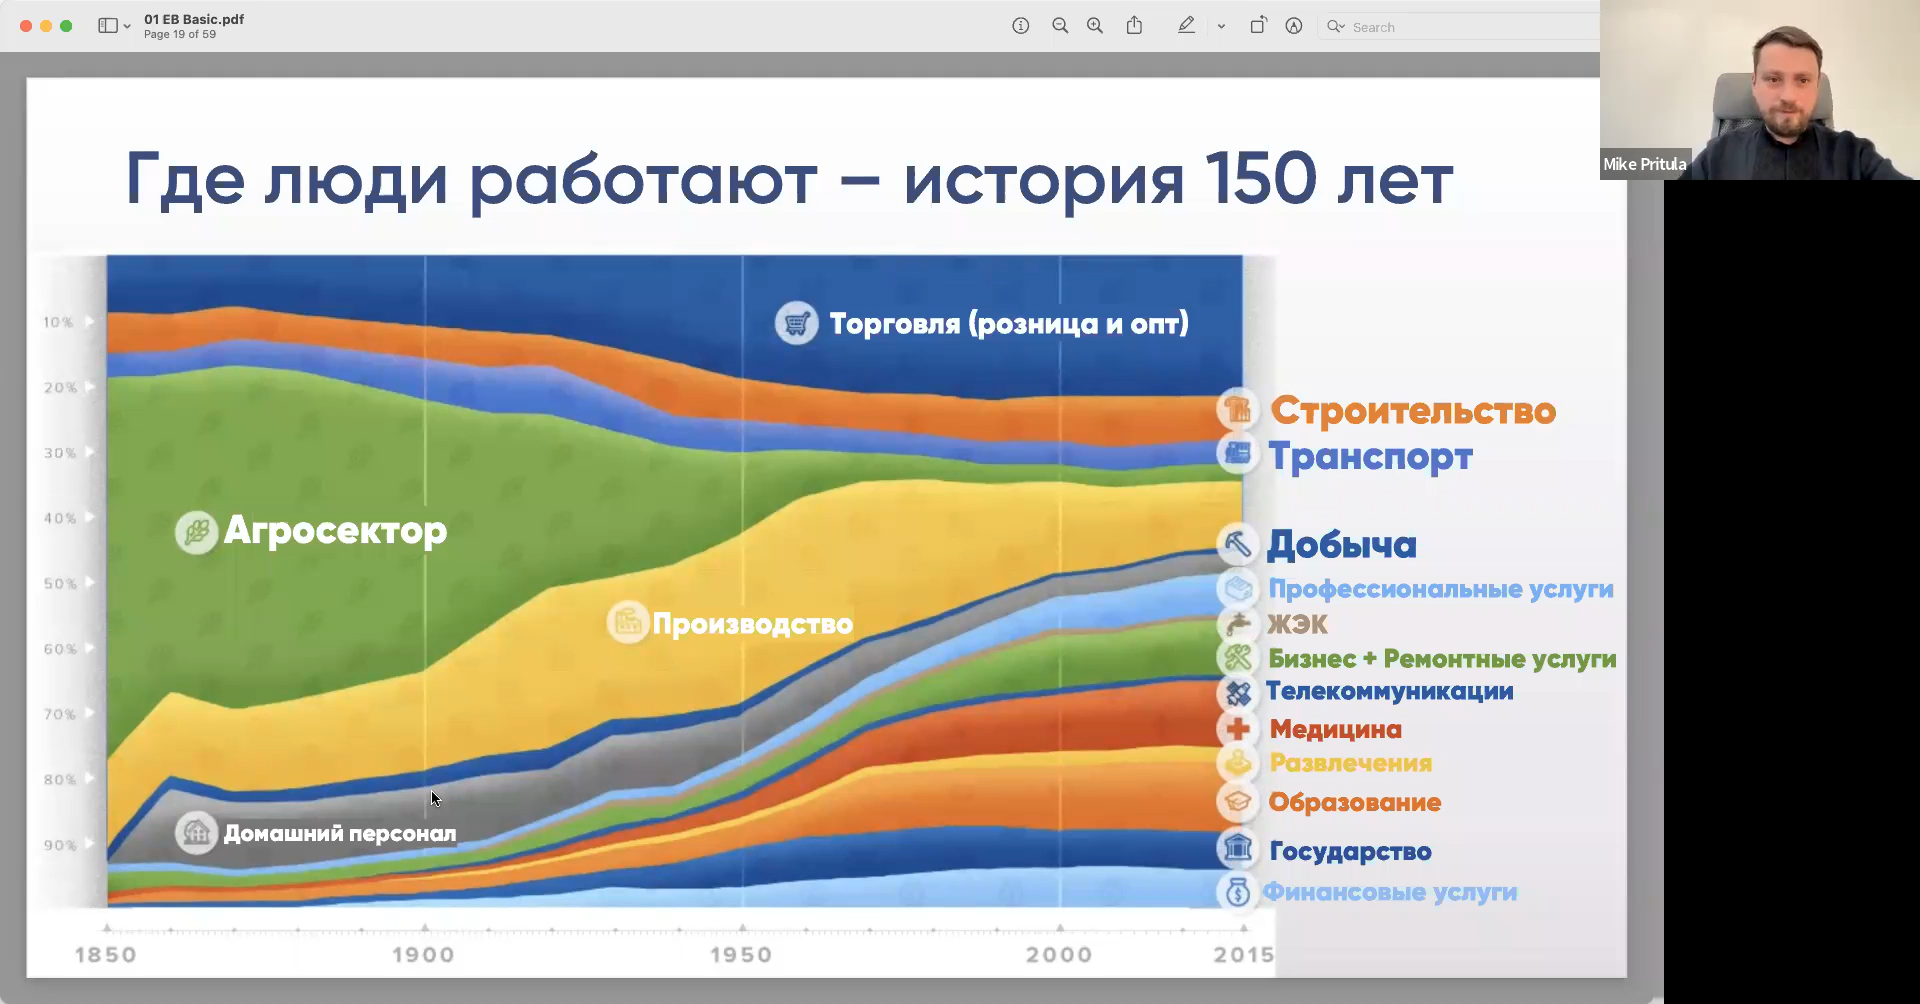 01 EB Basic.pdf
Page 19 of 59
Search
Mike Pritula
Где люди работают – история 150 лет
10%
20%
30%
40%
50%
60%
70%
80%
90%
Торговля (розница и опт)
Строительство
Транспорт
Агросектор
Добыча
Профессиональные услуги
Производство
ЖЭК
Бизнес + Ремонтные услуги
Телекоммуникации
Медицина
Развлечения
Образование
Домашний персонал
Государство
Финансовые услуги
1850
1900
1950
2000
2015